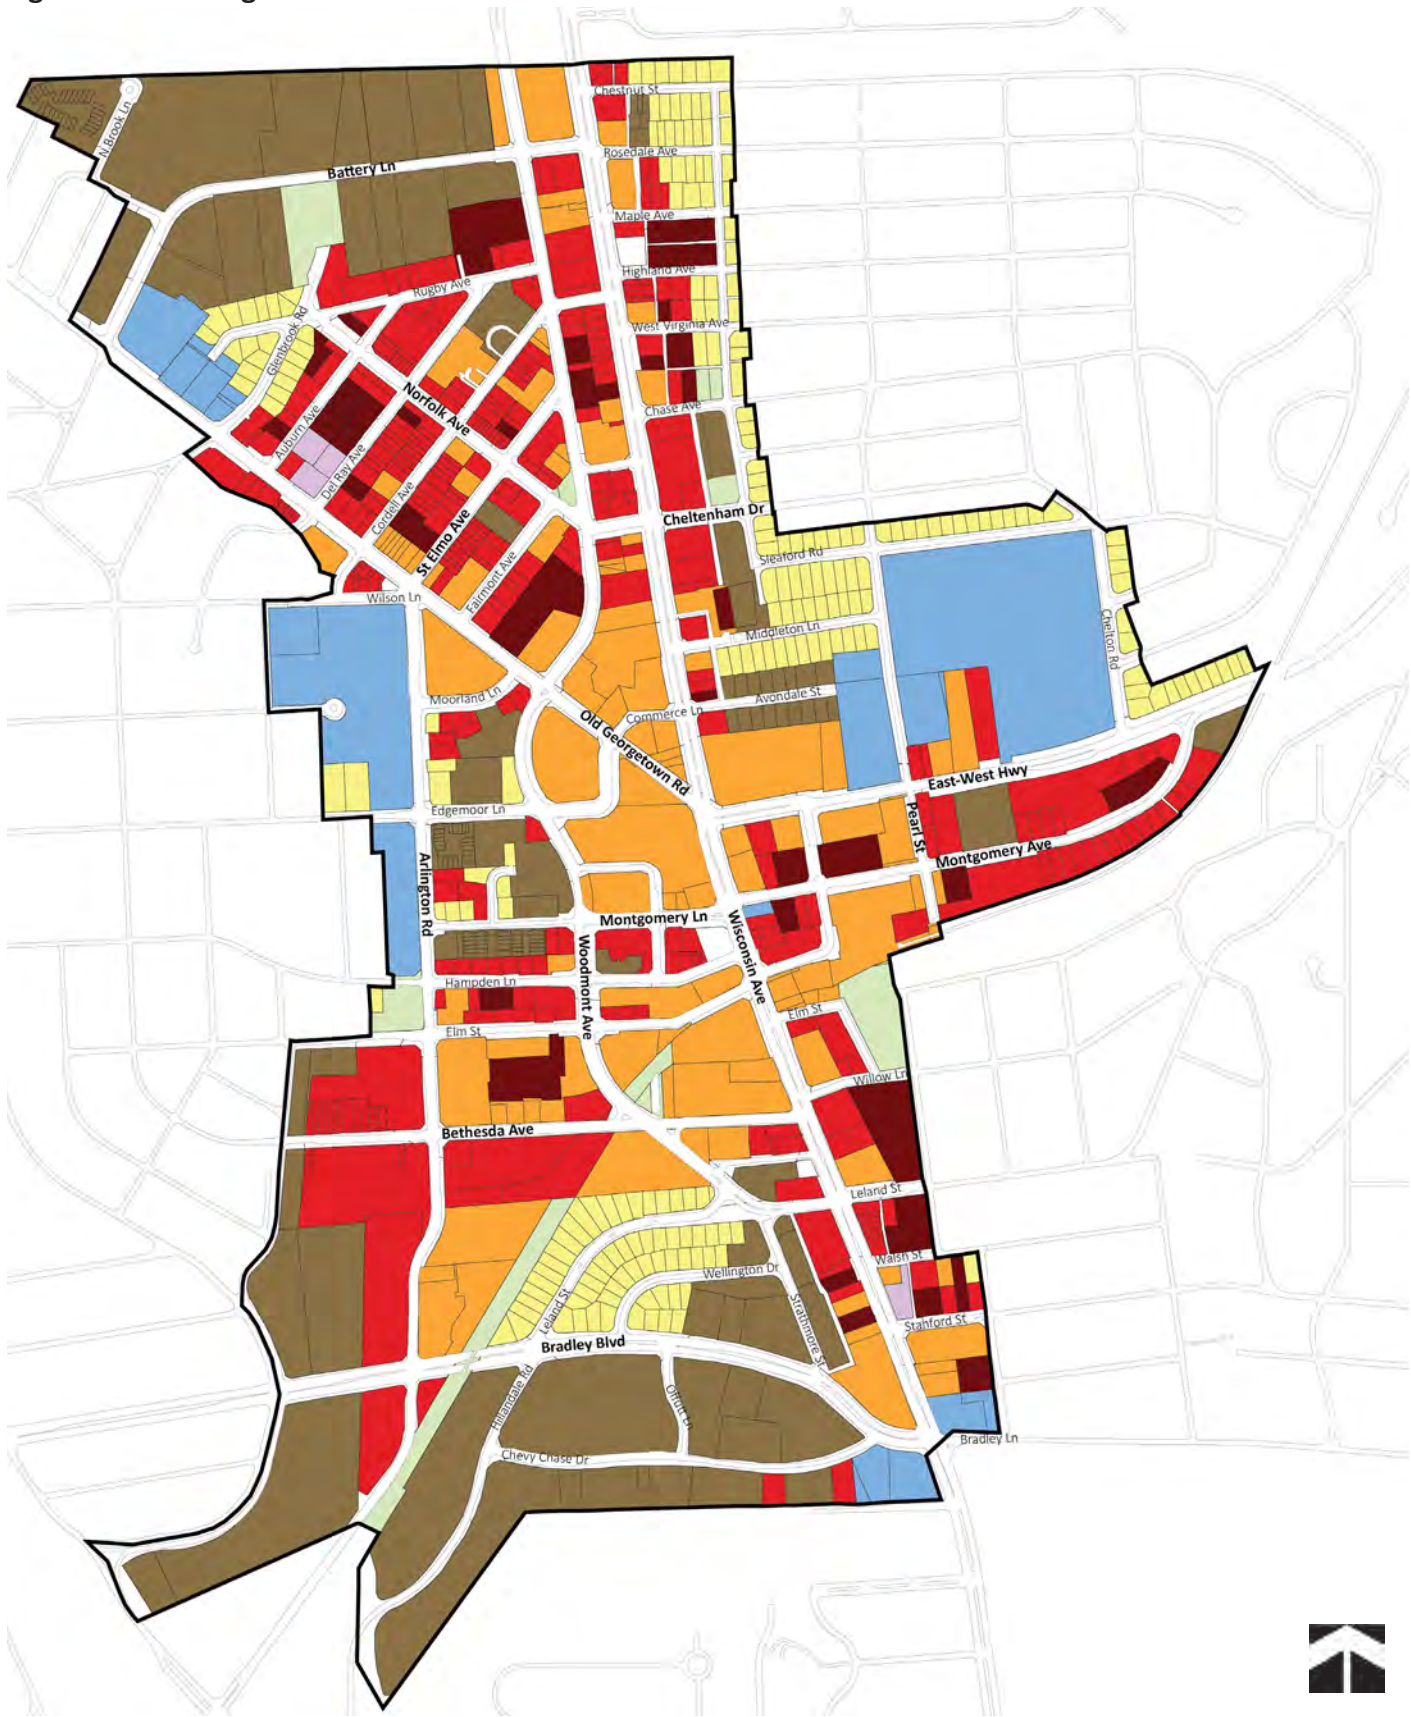 Chestnut St
N Brook Ln
Rosedale Ave
Battery Ln
Maple Ave
Highland Ave
Rugby Ave
West Virginia Ave
Glenbrook Rd
Norfolk Ave
Chase Ave
Auburn Ave
Del Ray Ave
Cordell Ave
St Elmo Ave
Cheltenham Dr
Sleaford Rd
Fairmont Ave
Wilson Ln
Middleton Ln
Chelton Rd
Moorland Ln
Avondale St
Commerce Ln
Old Georgetown Rd
East-West Hwy
Edgemoor Ln
Pearl St
Montgomery Ave
Arlington Rd
Montgomery Ln
Wisconsin Ave
Woodmont Ave
Hampden Ln
Elm St
Elm St
Willow Ln
Bethesda Ave
Leland St
Walsh St
Wellington Dr
Leland St
Strathmore St
Stahford St
Bradley Blvd
Hillandale Rd
Offutt Ln
Bradley Ln
Chevy Chase Dr